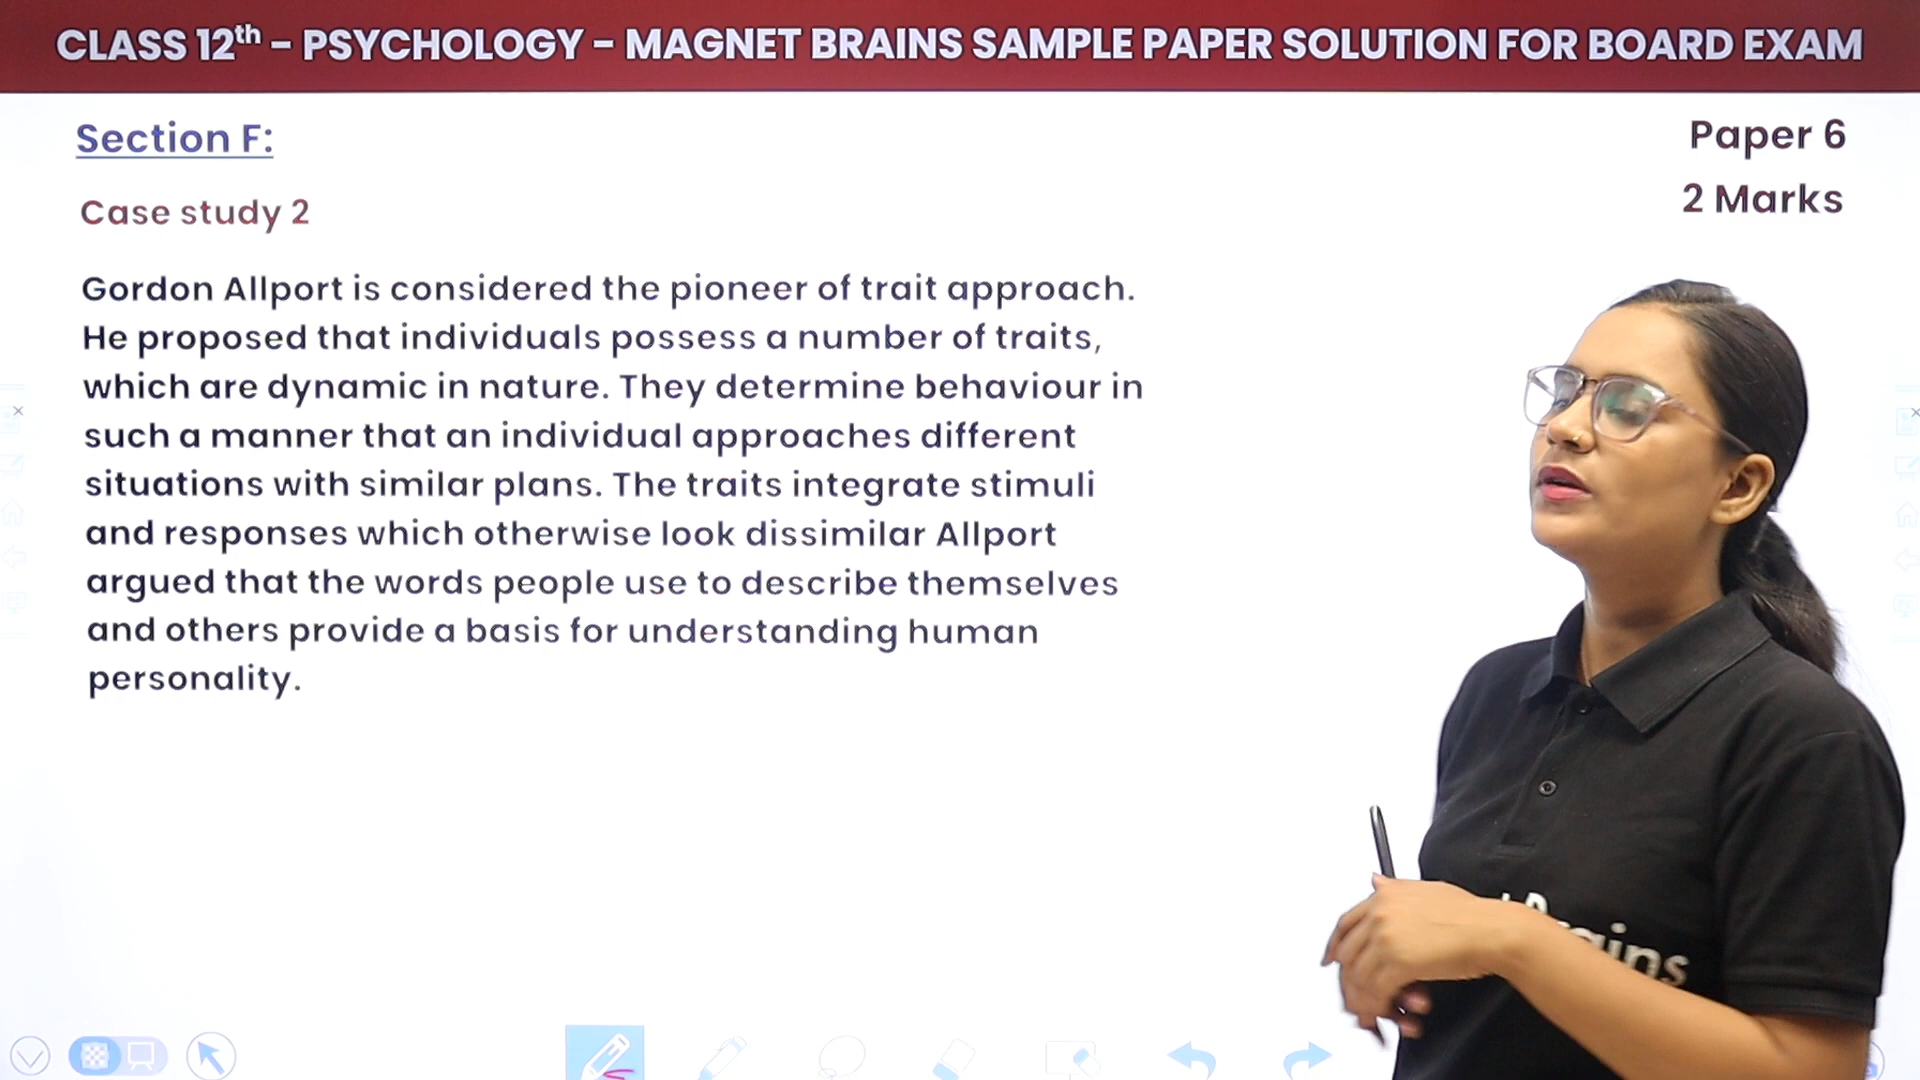 CLASS 12th – PSYCHOLOGY – MAGNET BRAINS SAMPLE PAPER SOLUTION FOR BOARD EXAM
Section F:
Paper 6
2 Marks
Case study 2
Gordon Allport is considered the pioneer of trait approach.
He proposed that individuals possess a number of traits,
which are dynamic in nature. They determine behaviour in
such a manner that an individual approaches different
situations with similar plans. The traits integrate stimuli
and responses which otherwise look dissimilar Allport
argued that the words people use to describe themselves
and others provide a basis for understanding human
personality.